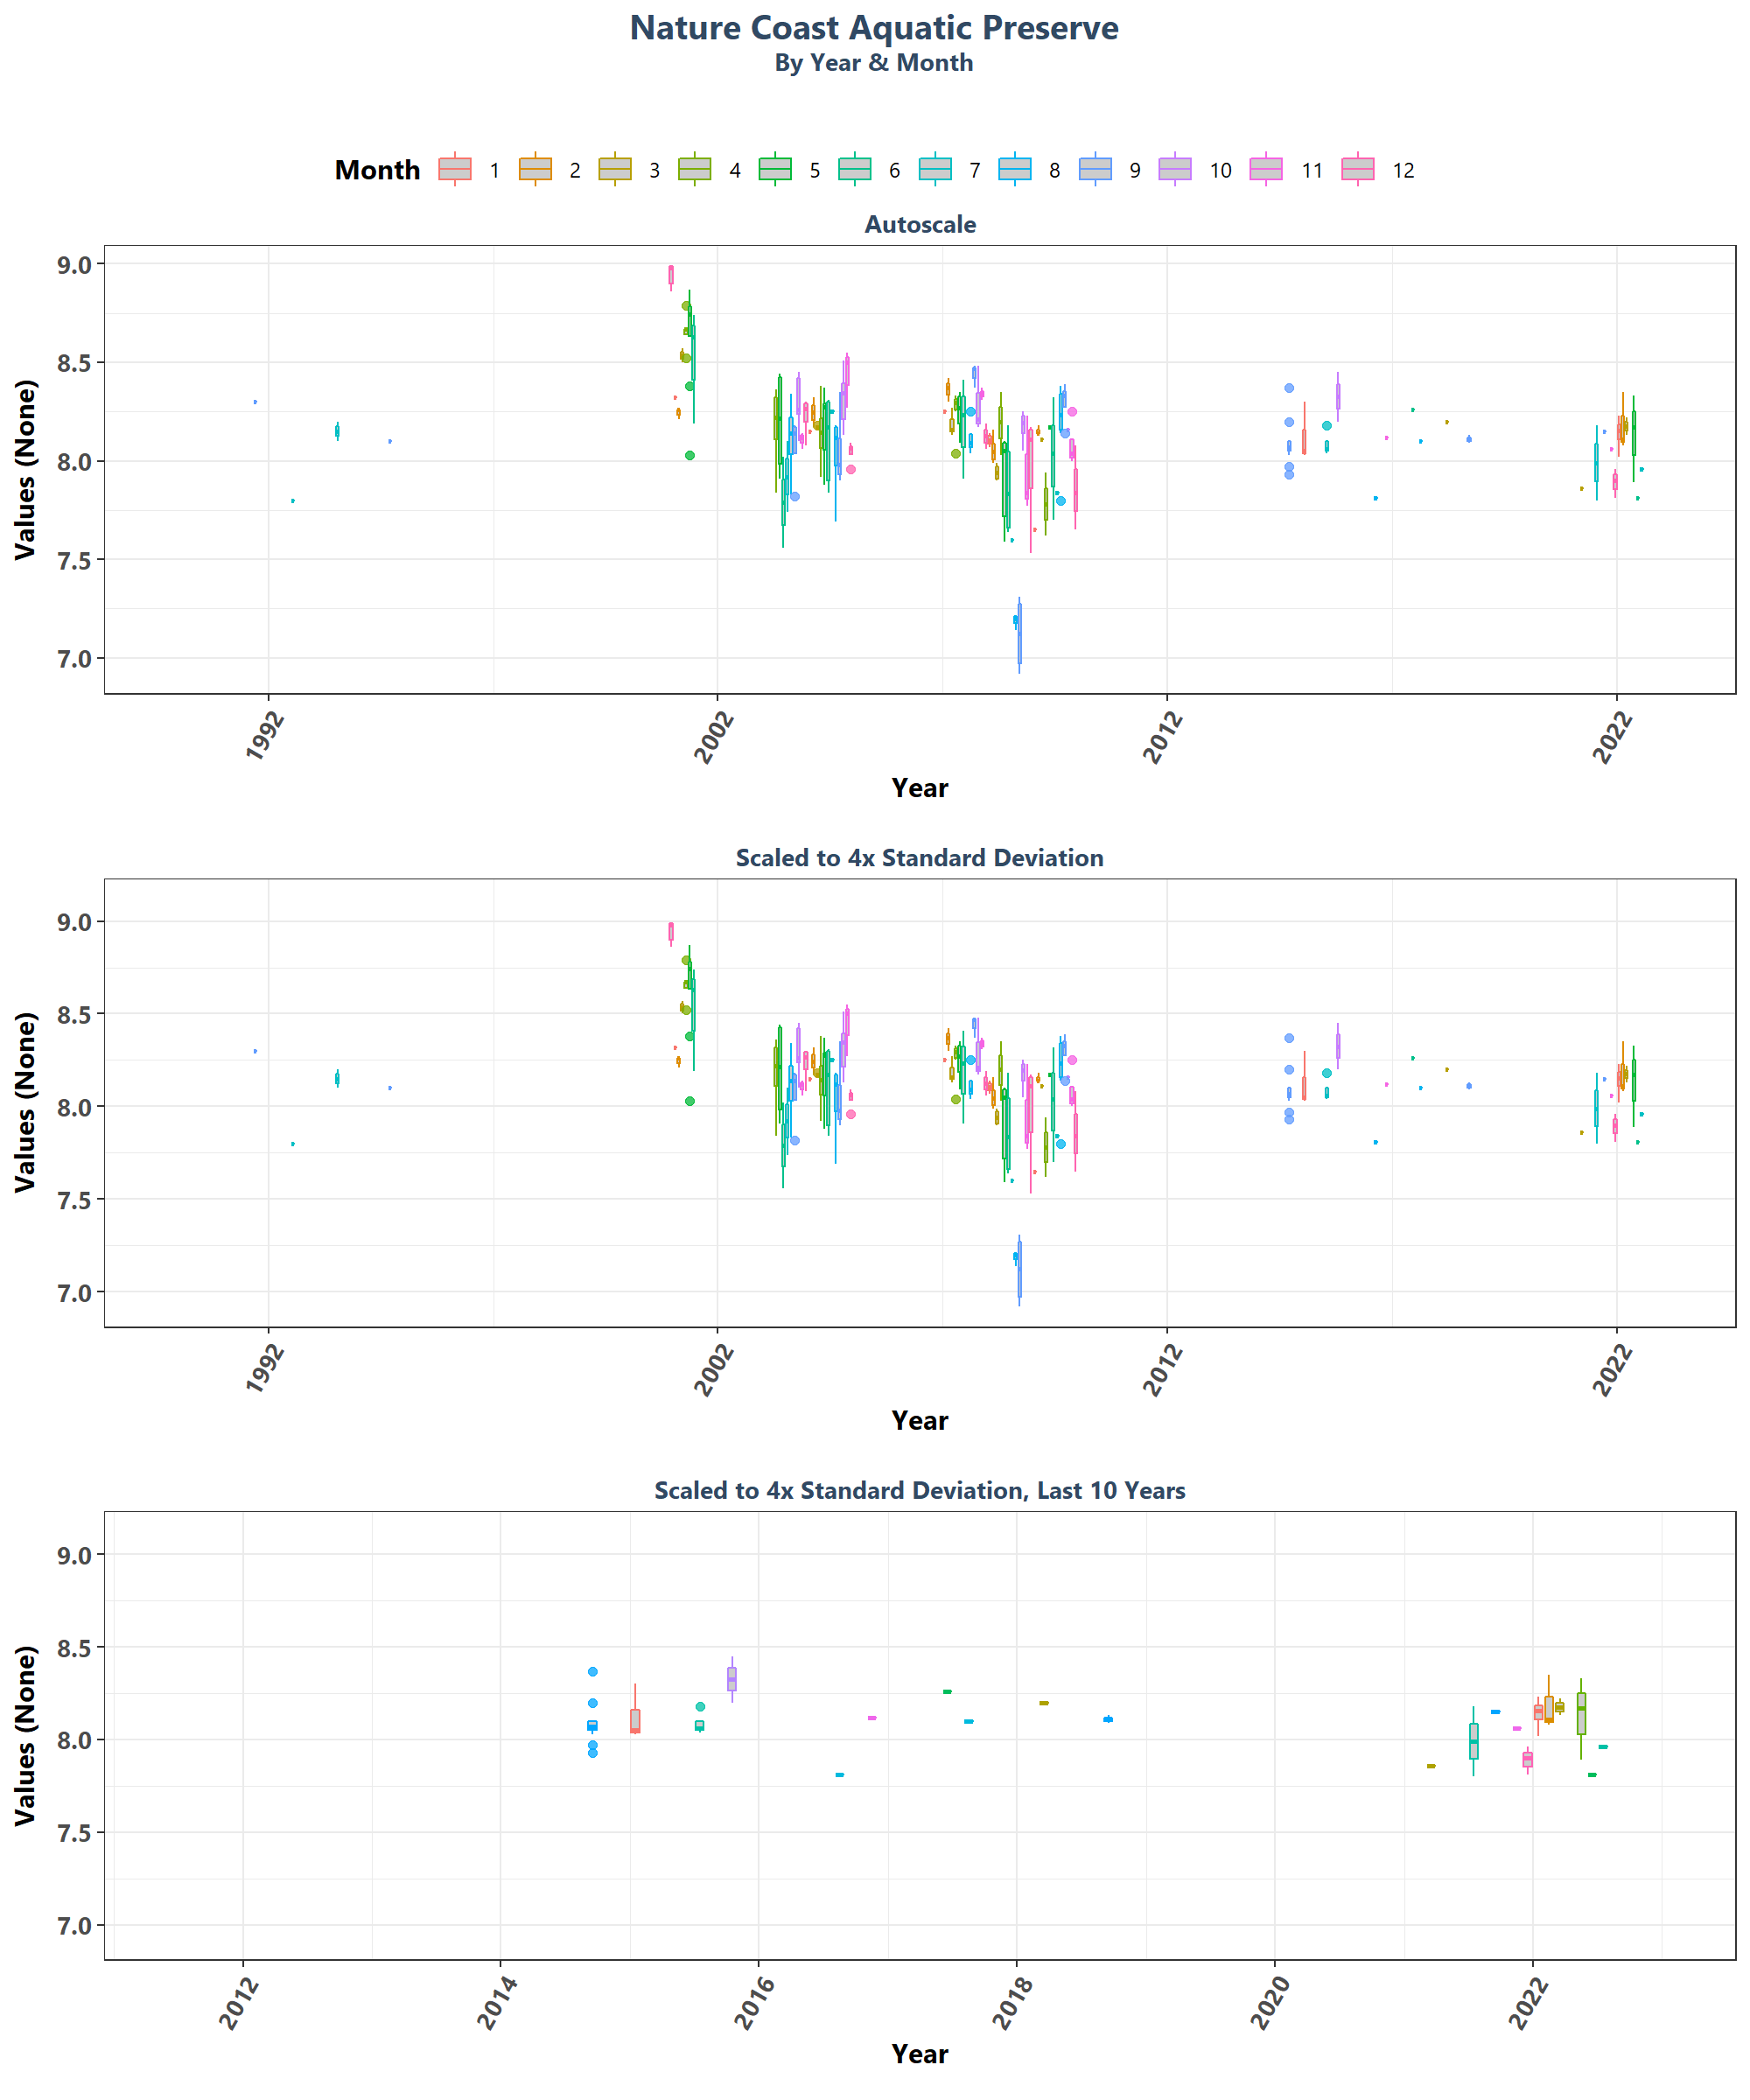 Nature Coast Aquatic Preserve
By Year & Month
Month 1 2 3 4 5 6 7 8 9 10 11 12
Autoscale
Values (None)
9.0
8.5
8.0
7.5
7.0
1992 2002 2012 2022
Year
Scaled to 4x Standard Deviation
Values (None)
9.0
8.5
8.0
7.5
7.0
1992 2002 2012 2022
Year
Scaled to 4x Standard Deviation, Last 10 Years
Values (None)
9.0
8.5
8.0
7.5
7.0
2012 2014 2016 2018 2020 2022
Year